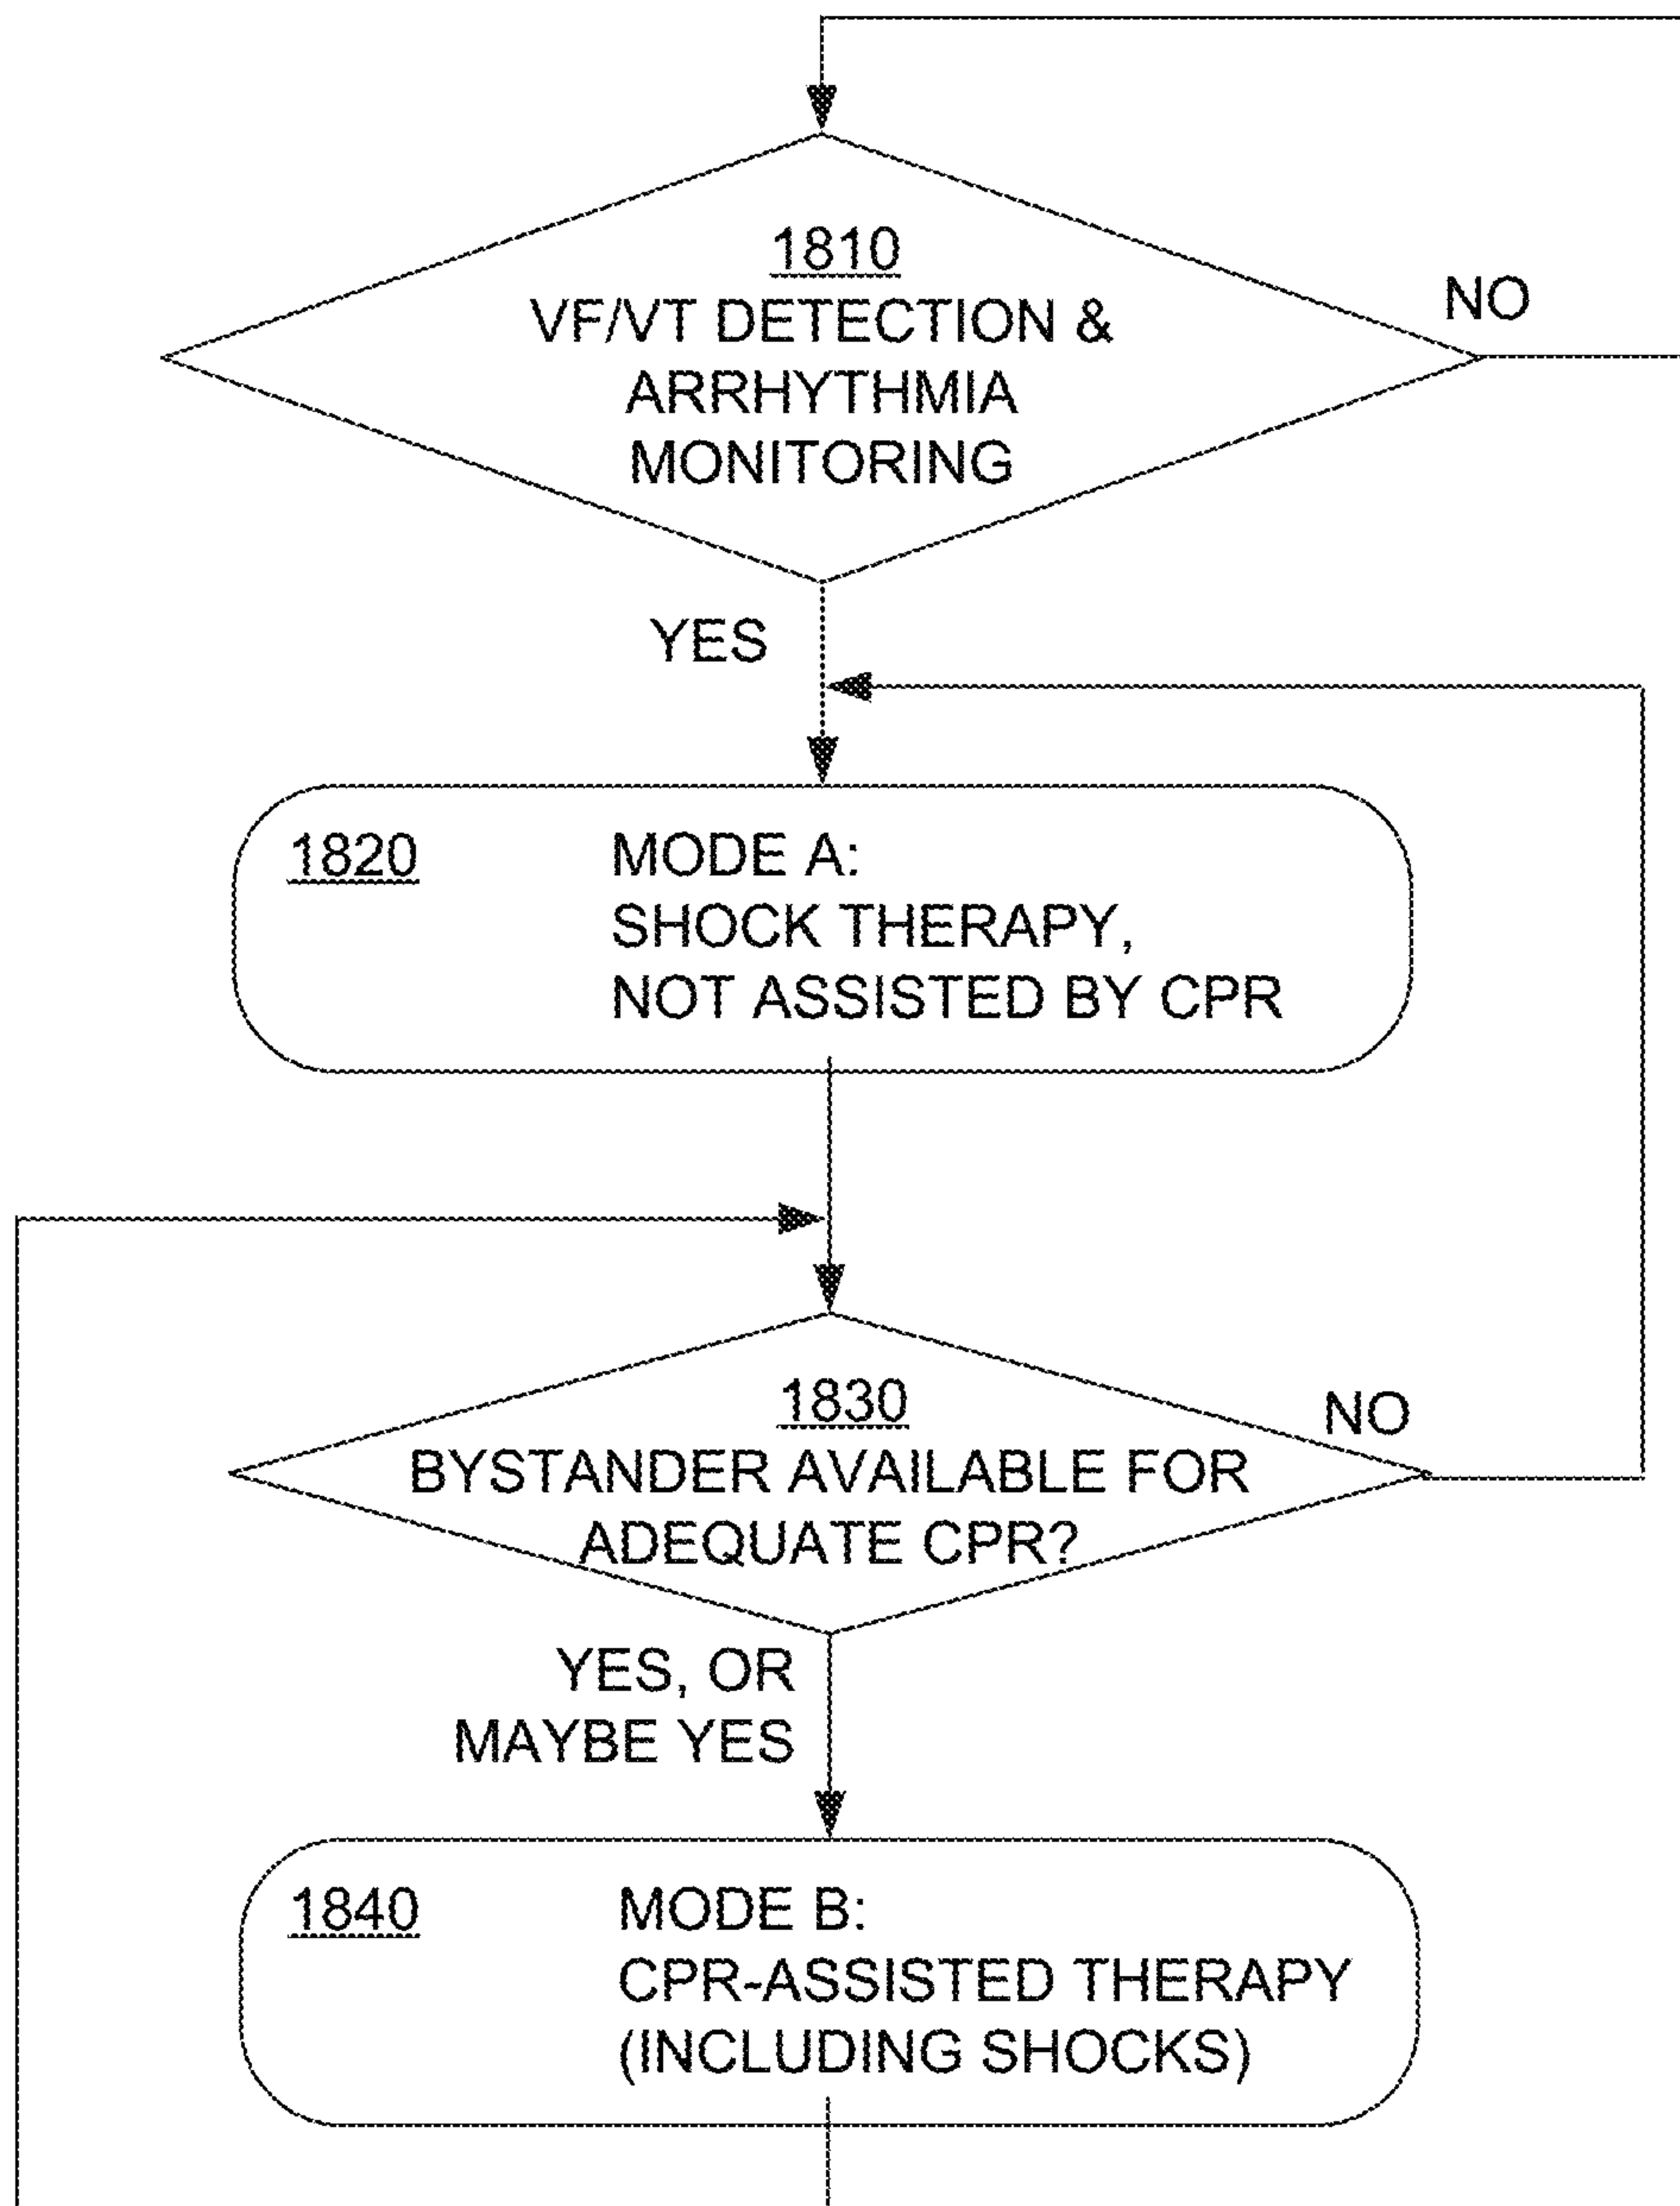 1810
VF/VT DETECTION &
ARRHYTHMIA
MONITORING
NO
YES
1820
MODE A:
SHOCK THERAPY,
NOT ASSISTED BY CPR
1830
BYSTANDER AVAILABLE FOR
ADEQUATE CPR?
NO
YES, OR
MAYBE YES
1840
MODE B:
CPR-ASSISTED THERAPY
(INCLUDING SHOCKS)